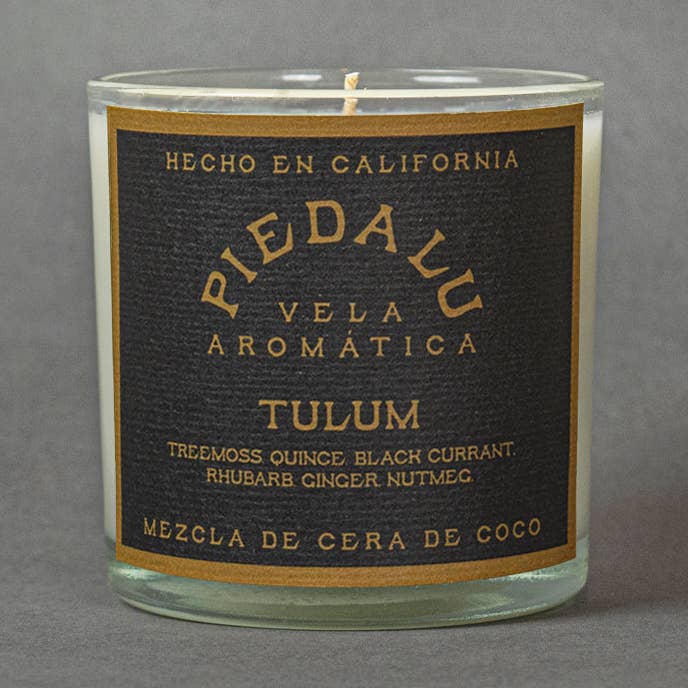 HECHO EN CALIFORNIA
PIEDALU
VELA
AROMÁTICA
TULUM
TREEMOSS QUINCE BLACK CURRANT.
RHUBARB GINGER NUTMEG.
MEZCLA DE CERA DE COCO